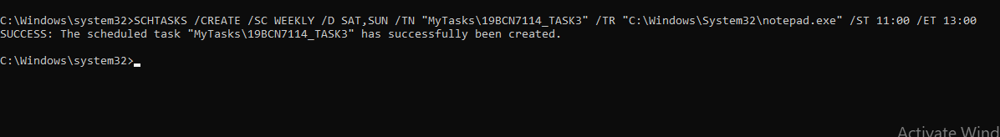 C:\Windows\system32>SCHTASKS /CREATE /SC WEEKLY /D SAT,SUN /TN "MyTasks\19BCN7114_TASK3" /TR "C:\Windows\System32\notepad.exe" /ST 11:00 /ET 13:00
SUCCESS: The scheduled task "MyTasks\19BCN7114_TASK3" has successfully been created.
C:\Windows\system32>
Activate Wind